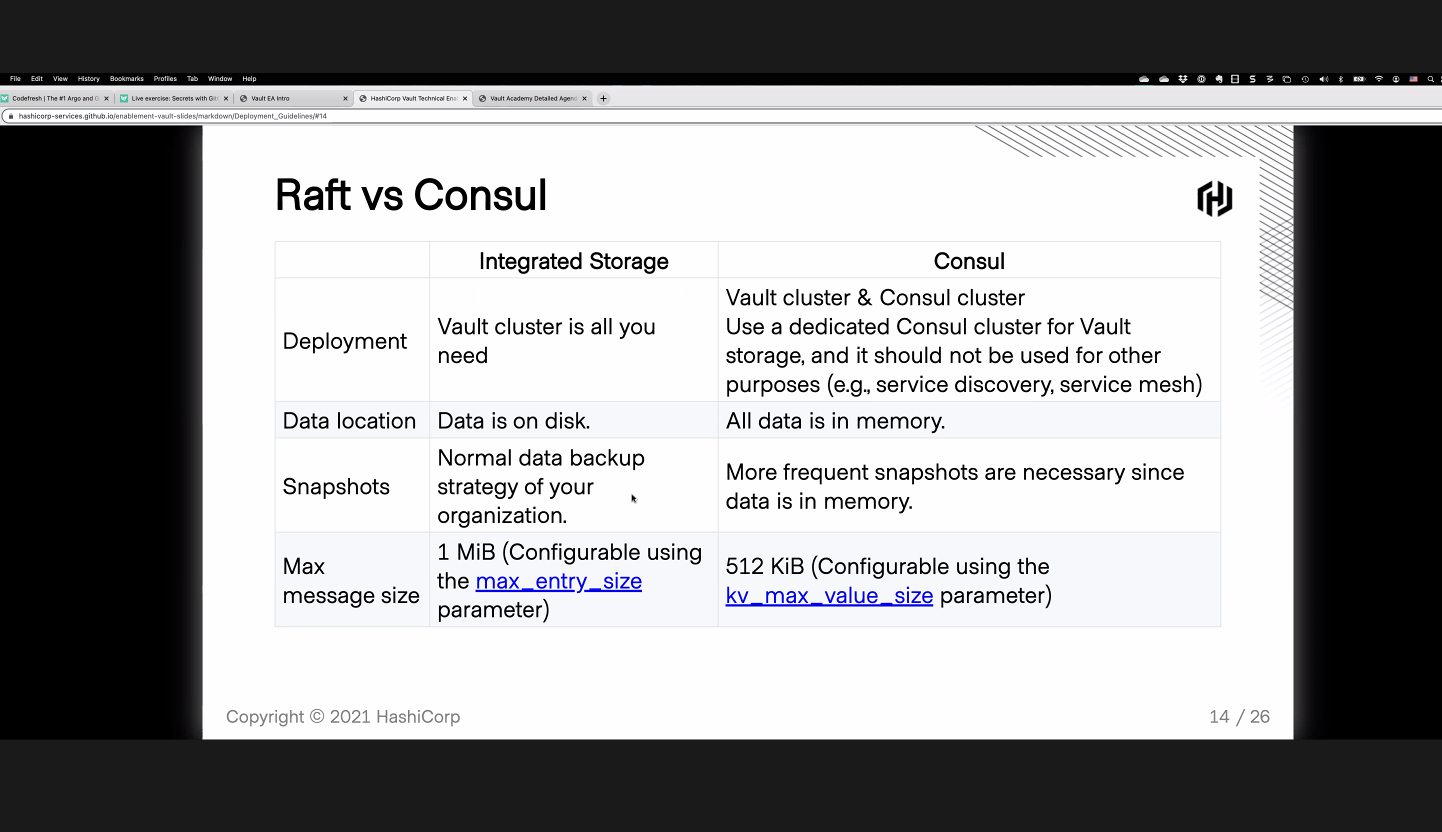 File Edit View History Bookmarks Profiles Tab Window Help
Codefresh | The #1 Argo and G
Live exercise: Secrets with Git
Vault EA Intro
HashiCorp Vault Technical Ena
Vault Academy Detailed Agen
hashicorp-services.github.io/enablement-vault-slides/markdown/Deployment_Guidelines/#14
Raft vs Consul
Integrated Storage
Consul
Deployment
Vault cluster is all you
need
Vault cluster & Consul cluster
Use a dedicated Consul cluster for Vault
storage, and it should not be used for other
purposes (e.g., service discovery, service mesh)
Data location
Data is on disk.
All data is in memory.
Snapshots
Normal data backup
strategy of your
organization.
More frequent snapshots are necessary since
data is in memory.
Max
message size
1 MiB (Configurable using
the max_entry_size
parameter)
512 KiB (Configurable using the
kv_max_value_size parameter)
Copyright © 2021 HashiCorp
14 / 26